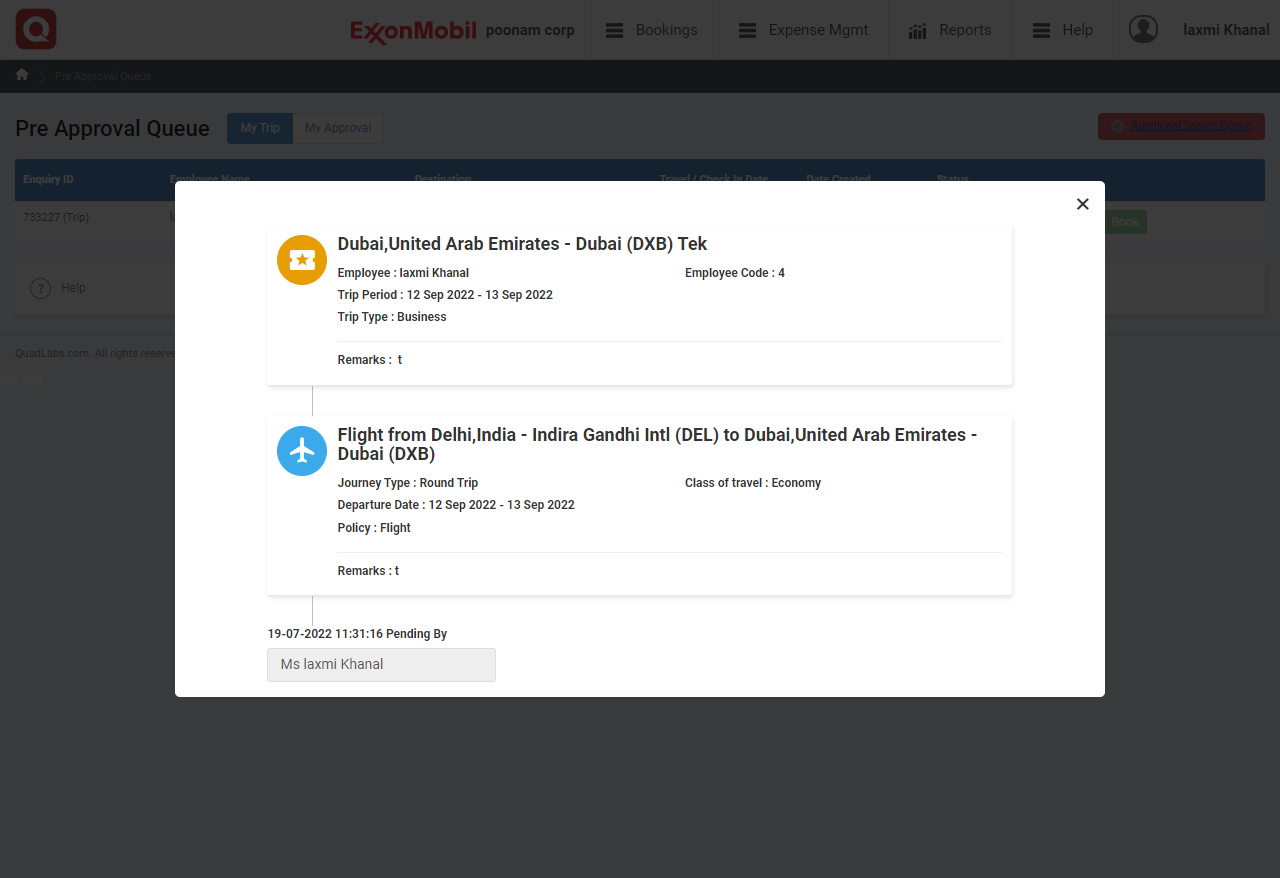 ExxonMobil poonam corp Bookings Expense Mgmt Reports Help laxmi Khanal
Pre Approval Queue
Pre Approval Queue My Trip My Approval Additional Search Option
Enquiry ID Employee Name Destination Travel / Check In Date Date Created Status
733227 (Trip) Book
Dubai,United Arab Emirates - Dubai (DXB) Tek
Employee : laxmi Khanal Employee Code : 4
Trip Period : 12 Sep 2022 - 13 Sep 2022
Trip Type : Business
Remarks : t
? Help
QuadLabs.com. All rights reserve
Flight from Delhi,India - Indira Gandhi Intl (DEL) to Dubai,United Arab Emirates -
Dubai (DXB)
Journey Type : Round Trip Class of travel : Economy
Departure Date : 12 Sep 2022 - 13 Sep 2022
Policy : Flight
Remarks : t
19-07-2022 11:31:16 Pending By
Ms laxmi Khanal